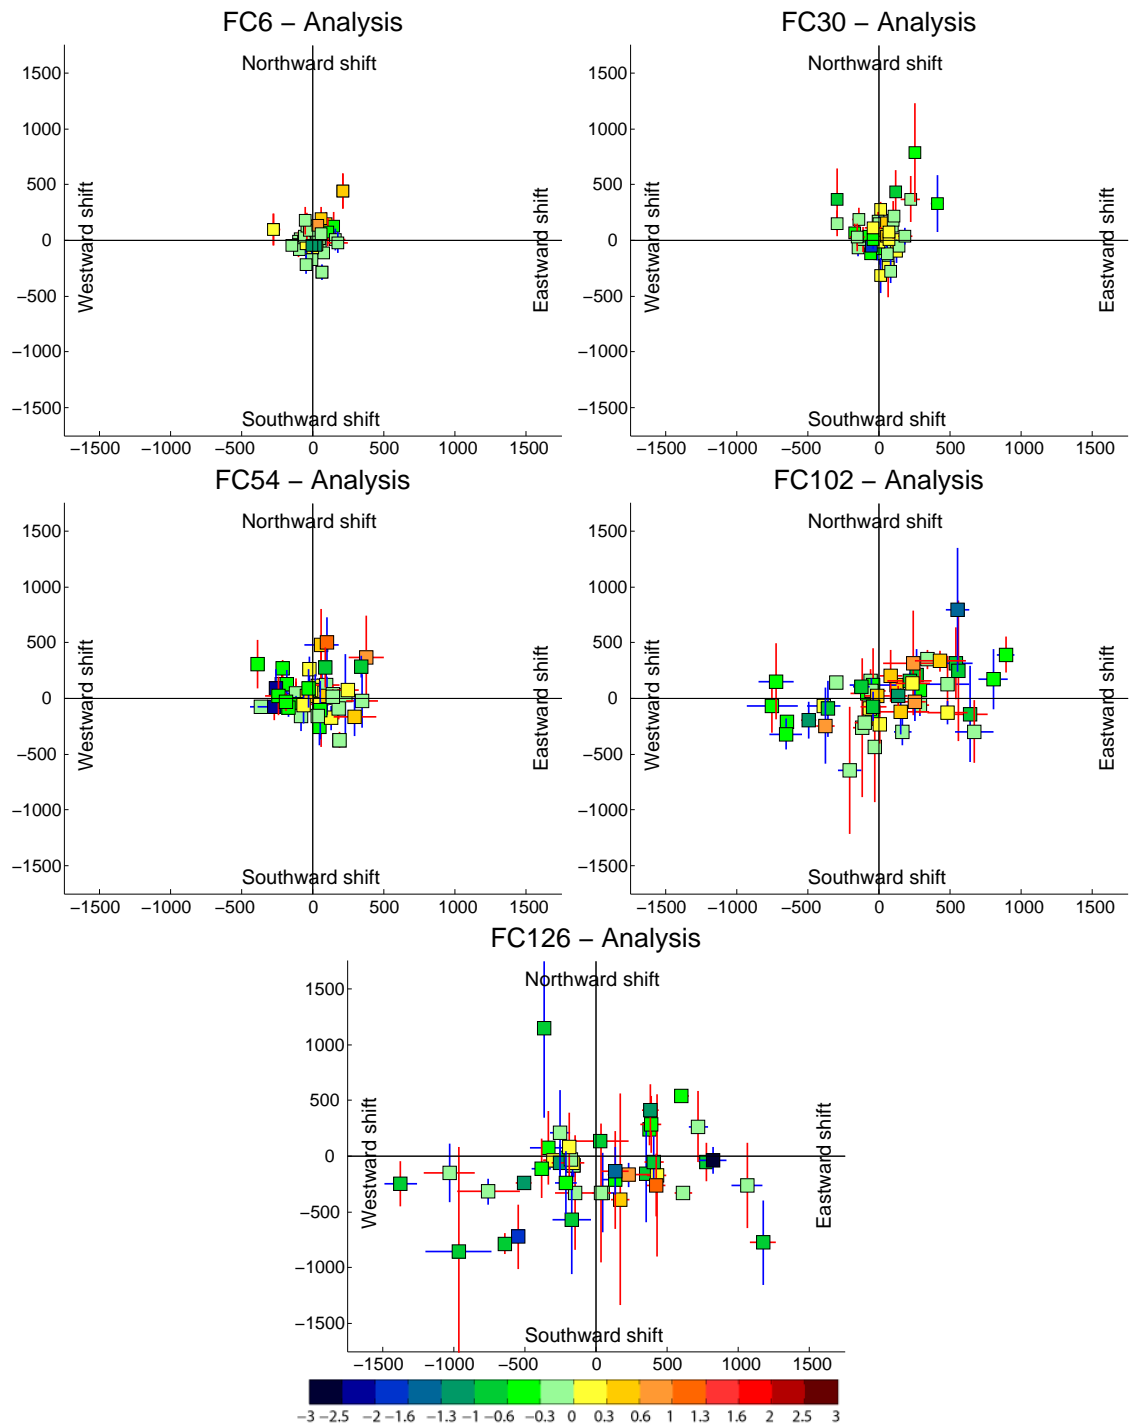 FC6 – Analysis
FC30 – Analysis
1500
1000
500
0
−500
−1000
−1500
Northward shift
Westward shift
Eastward shift
Southward shift
−1500 −1000 −500 0 500 1000 1500
1500
1000
500
0
−500
−1000
−1500
Northward shift
Westward shift
Eastward shift
Southward shift
−1500 −1000 −500 0 500 1000 1500
FC54 – Analysis
FC102 – Analysis
1500
1000
500
0
−500
−1000
−1500
Northward shift
Westward shift
Eastward shift
Southward shift
−1500 −1000 −500 0 500 1000 1500
1500
1000
500
0
−500
−1000
−1500
Northward shift
Westward shift
Eastward shift
Southward shift
−1500 −1000 −500 0 500 1000 1500
FC126 – Analysis
1500
1000
500
0
−500
−1000
−1500
Northward shift
Westward shift
Eastward shift
Southward shift
−1500 −1000 −500 0 500 1000 1500
−3 −2.5 −2 −1.6 −1.3 −1 −0.6 −0.3 0 0.3 0.6 1 1.3 1.6 2 2.5 3